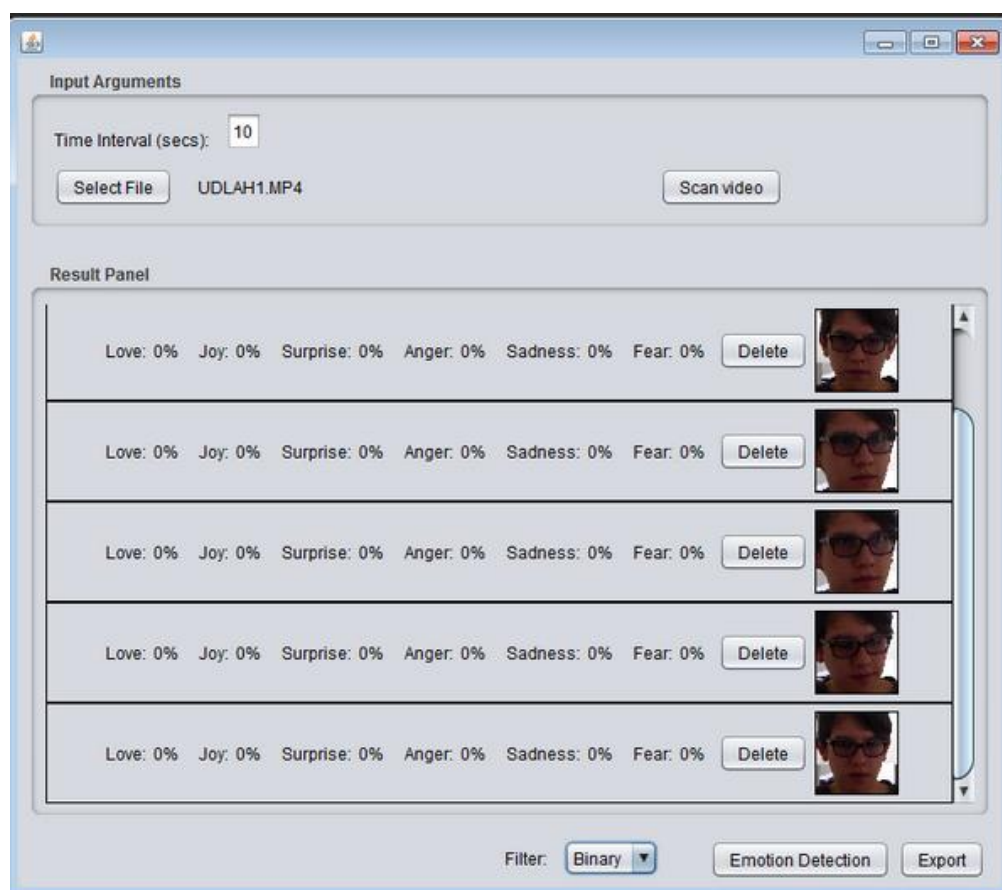 Input Arguments
Time Interval (secs): 10
Select File UDLAH1.MP4 Scan video
Result Panel
Love: 0% Joy: 0% Surprise: 0% Anger: 0% Sadness: 0% Fear: 0% Delete
Love: 0% Joy: 0% Surprise: 0% Anger: 0% Sadness: 0% Fear: 0% Delete
Love: 0% Joy: 0% Surprise: 0% Anger: 0% Sadness: 0% Fear: 0% Delete
Love: 0% Joy: 0% Surprise: 0% Anger: 0% Sadness: 0% Fear: 0% Delete
Love: 0% Joy: 0% Surprise: 0% Anger: 0% Sadness: 0% Fear: 0% Delete
Filter: Binary Emotion Detection Export